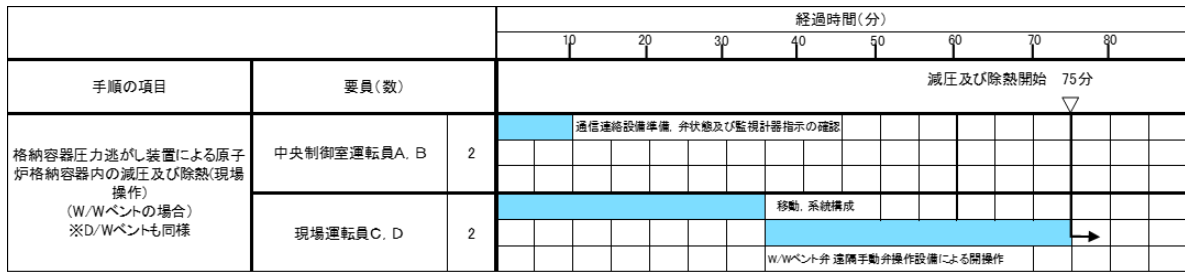 経過時間(分)
10 20 30 40 50 60 70 80
手順の項目
要員(数)
減圧及び除熱開始 75分
格納容器圧力逃がし装置による原子
炉格納容器内の減圧及び除熱(現場
操作)
(W/Wベントの場合)
※D/Wベントも同様
中央制御室運転員A, B
2
通信連絡設備準備, 弁状態及び監視計器指示の確認
現場運転員C, D
2
移動, 系統構成
W/Wベント弁 遠隔手動弁操作設備による開操作